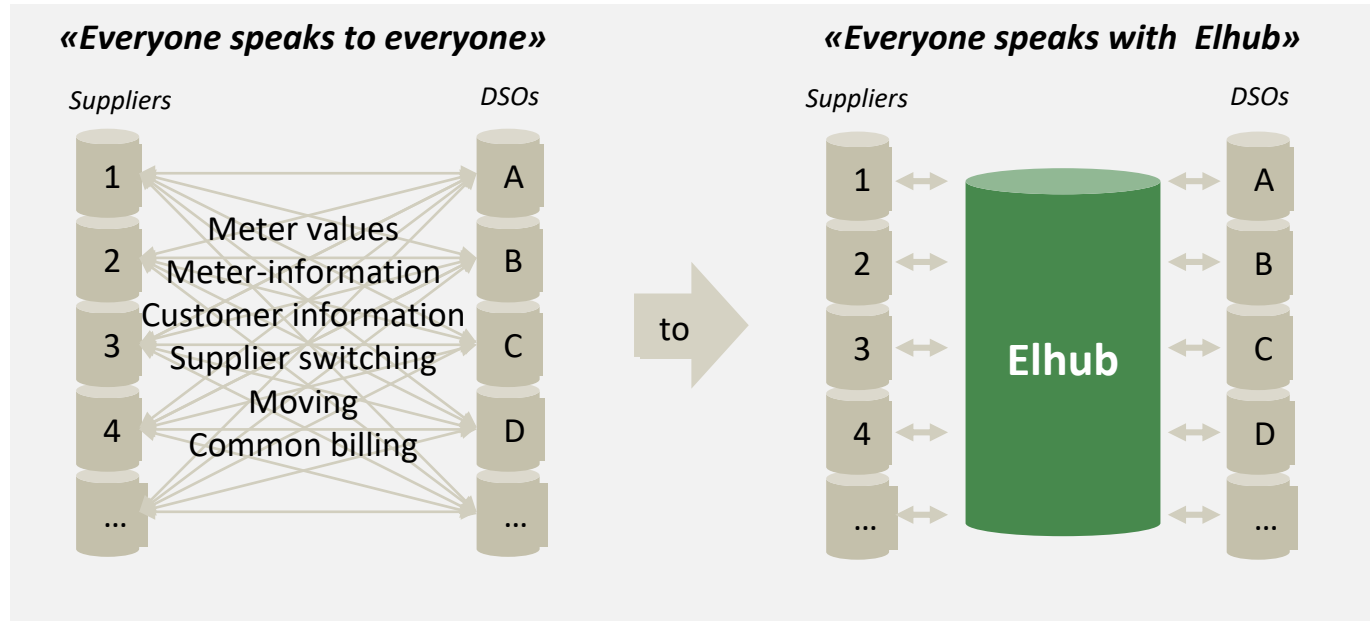 «Everyone speaks to everyone»
Suppliers
DSOs
1
2
3
4
...
Meter values
Meter-information
Customer information
Supplier switching
Moving
Common billing
A
B
C
D
...
to
«Everyone speaks with  Elhub»
Suppliers
DSOs
1
2
3
4
...
Elhub
A
B
C
D
...